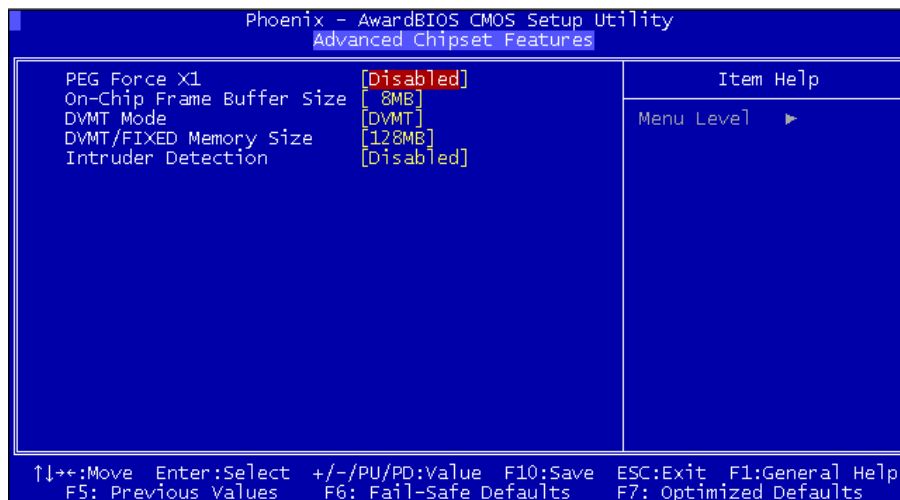 Phoenix - AwardBIOS CMOS Setup Utility
Advanced Chipset Features
PEG Force X1 [Disabled]
On-Chip Frame Buffer Size [ 8MB]
DVMT Mode [DVMT]
DVMT/FIXED Memory Size [128MB]
Intruder Detection [Disabled]
Item Help
Menu Level ►
↑↓→←:Move Enter:Select +/-/PU/PD:Value F10:Save ESC:Exit F1:General Help
F5: Previous Values F6: Fail-Safe Defaults F7: Optimized Defaults